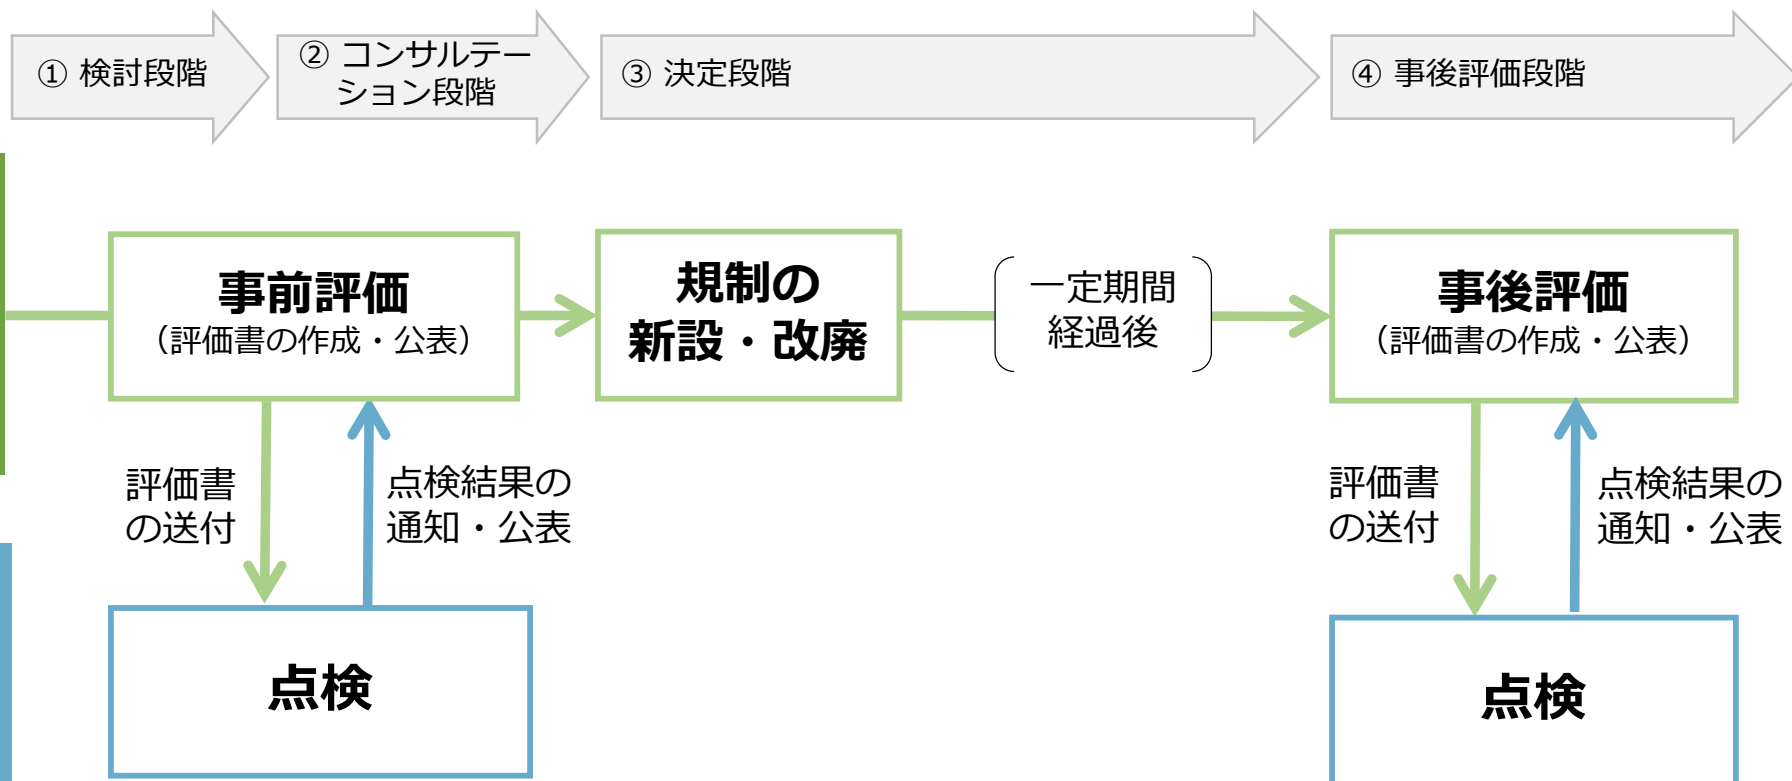 ① 検討段階
② コンサルテー
ション段階
③ 決定段階
④ 事後評価段階
事前評価
（評価書の作成・公表）
規制の
新設・改廃
一定期間
経過後
事後評価
（評価書の作成・公表）
評価書
の送付
点検結果の
通知・公表
評価書
の送付
点検結果の
通知・公表
点検
点検